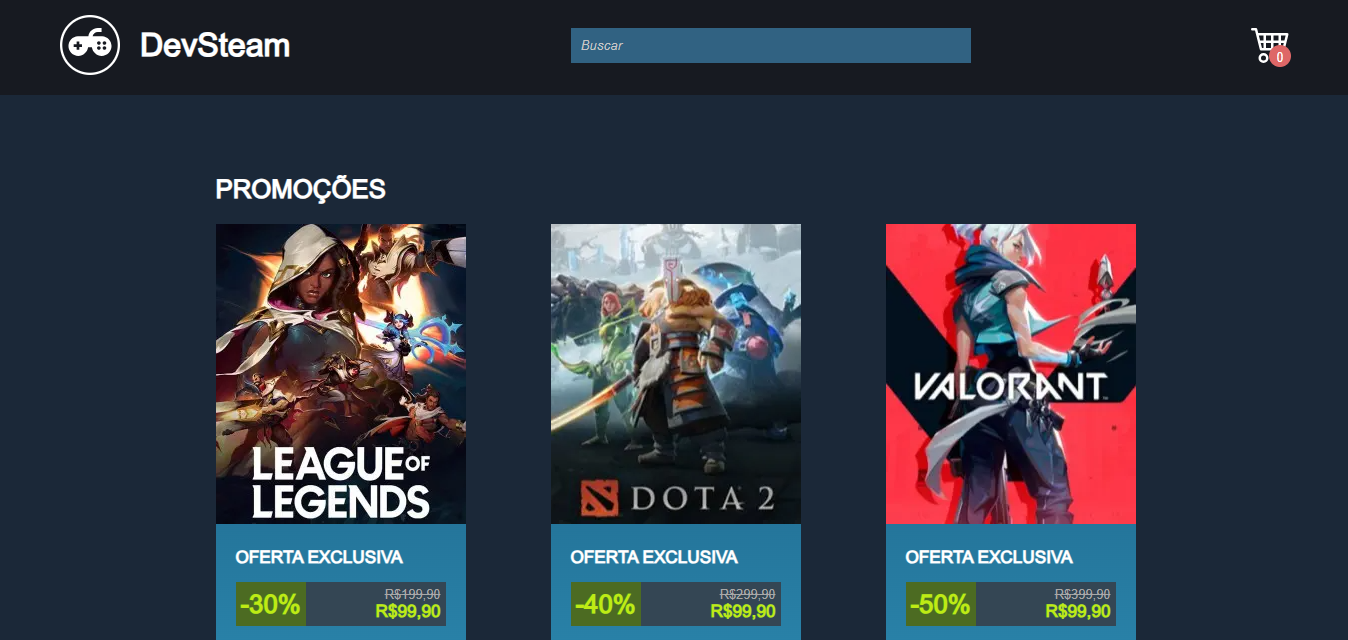 DevSteam
Buscar
0
PROMOÇÕES
LEAGUE OF
LEGENDS
DOTA 2
VALORANT
OFERTA EXCLUSIVA
-30%
R$199,90
R$99,90
OFERTA EXCLUSIVA
-40%
R$299,90
R$99,90
OFERTA EXCLUSIVA
-50%
R$399,90
R$99,90